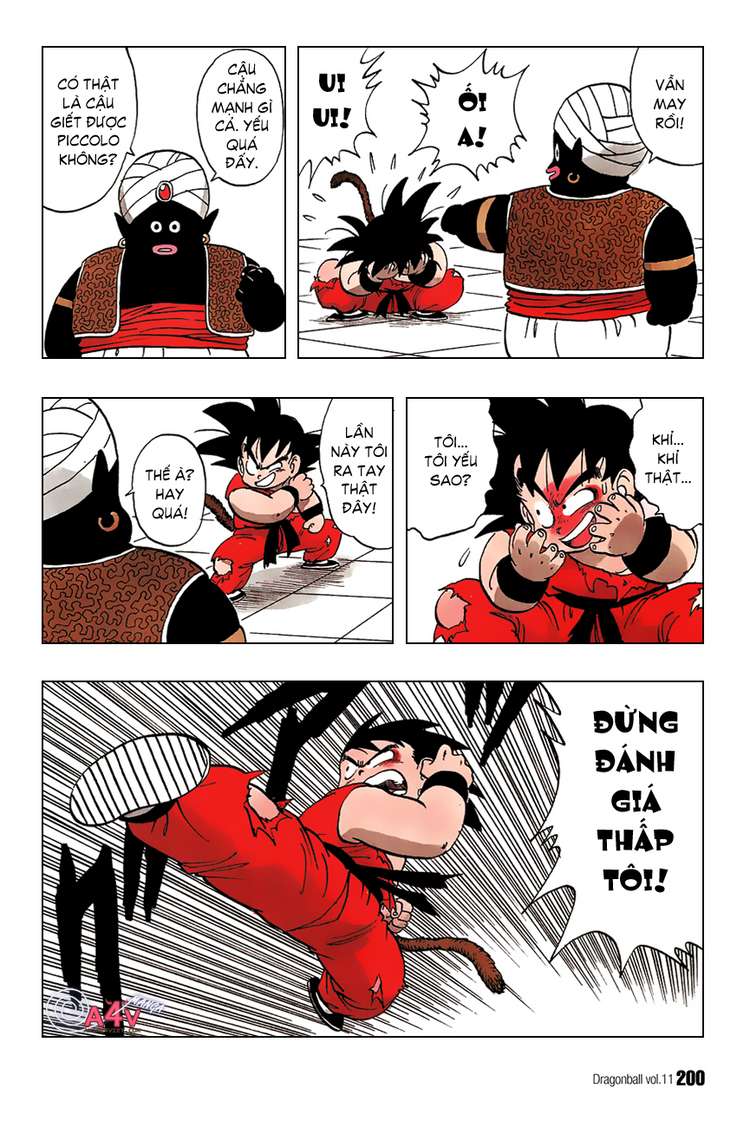 VẦN
MAY
RỒI!
ỐI
A!
UI
UI!
CẬU
CHẲNG
MẠNH GÌ
CẢ. YẾU
QUÁ
ĐẤY.
CÓ THẬT
LÀ CẬU
GIẾT ĐƯỢC
PICCOLO
KHÔNG?
KHỈ...
KHỈ
THẬT...
TÔI...
TÔI YẾU
SAO?
LẦN
NÀY TÔI
RA TAY
THẬT
ĐÂY!
THẾ
À? HAY
QUÁ!
ĐỪNG
ĐÁNH
GIÁ
THẤP
TÔI!
A4V
Dragonball vol.11 200